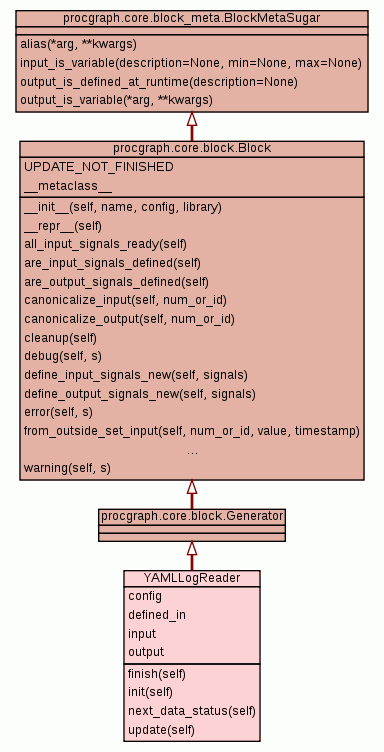 procgraph.core.block_meta.BlockMetaSugar
alias(*arg, **kwargs)
input_is_variable(description=None, min=None, max=None)
output_is_defined_at_runtime(description=None)
output_is_variable(*arg, **kwargs)
procgraph.core.block.Block
UPDATE_NOT_FINISHED
__metaclass__
__init__(self, name, config, library)
__repr__(self)
all_input_signals_ready(self)
are_input_signals_defined(self)
are_output_signals_defined(self)
canonicalize_input(self, num_or_id)
canonicalize_output(self, num_or_id)
cleanup(self)
debug(self, s)
define_input_signals_new(self, signals)
define_output_signals_new(self, signals)
error(self, s)
from_outside_set_input(self, num_or_id, value, timestamp)
...
warning(self, s)
procgraph.core.block.Generator
YAMLLogReader
config
defined_in
input
output
finish(self)
init(self)
next_data_status(self)
update(self)